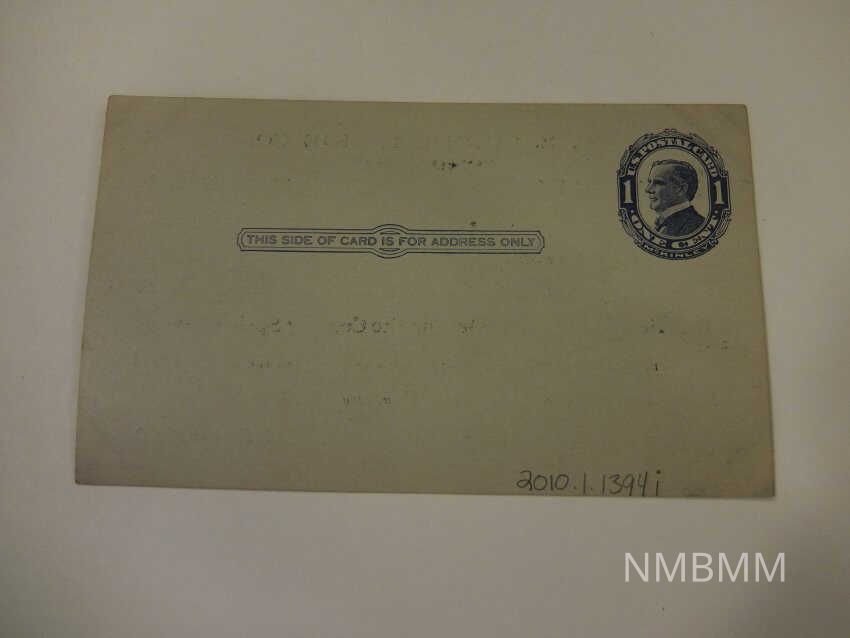 U.S. POSTAL CARD
1 1
· ONE CENT ·
McKINLEY
THIS SIDE OF CARD IS FOR ADDRESS ONLY
2010.1.1394i
NMBMM